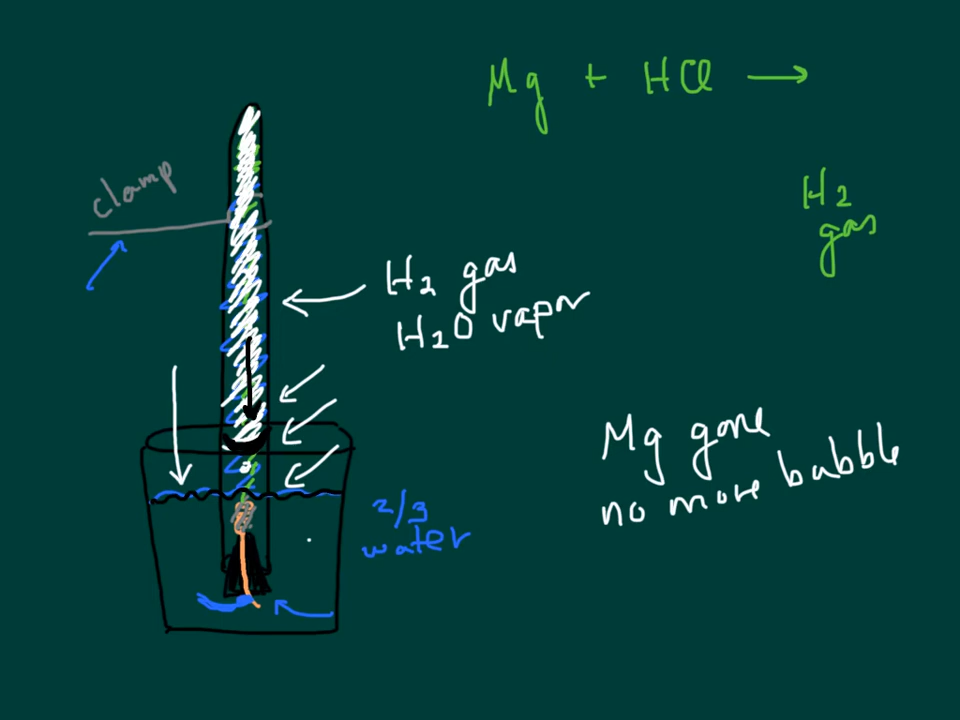 Mg + HCl →
clamp
H2
gas
H2 gas
H2O vapor
Mg gone
no more bubble
2/3
water